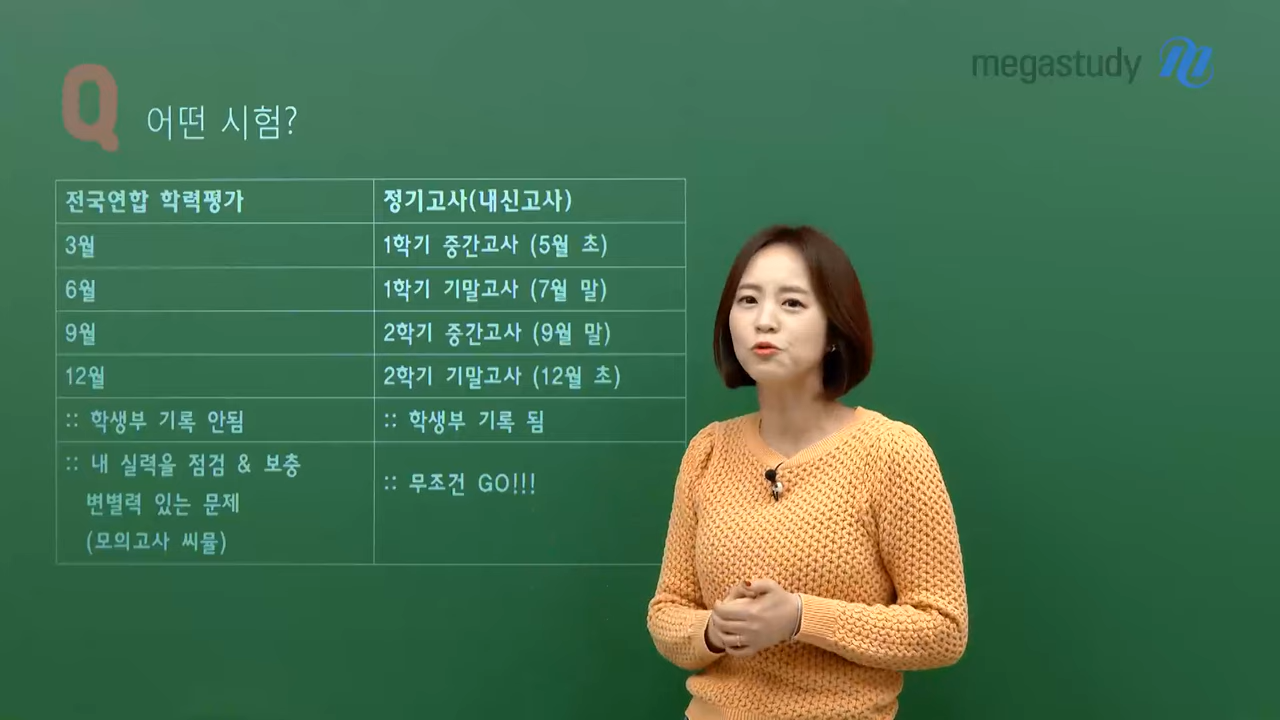 megastudy
Q 어떤 시험?
전국연합 학력평가 정기고사(내신고사)
3월 1학기 중간고사 (5월 초)
6월 1학기 기말고사 (7월 말)
9월 2학기 중간고사 (9월 말)
12월 2학기 기말고사 (12월 초)
:: 학생부 기록 안됨 :: 학생부 기록 됨
:: 내 실력을 점검 & 보충
변별력 있는 문제
(모의고사 씨뮬)
:: 무조건 GO!!!